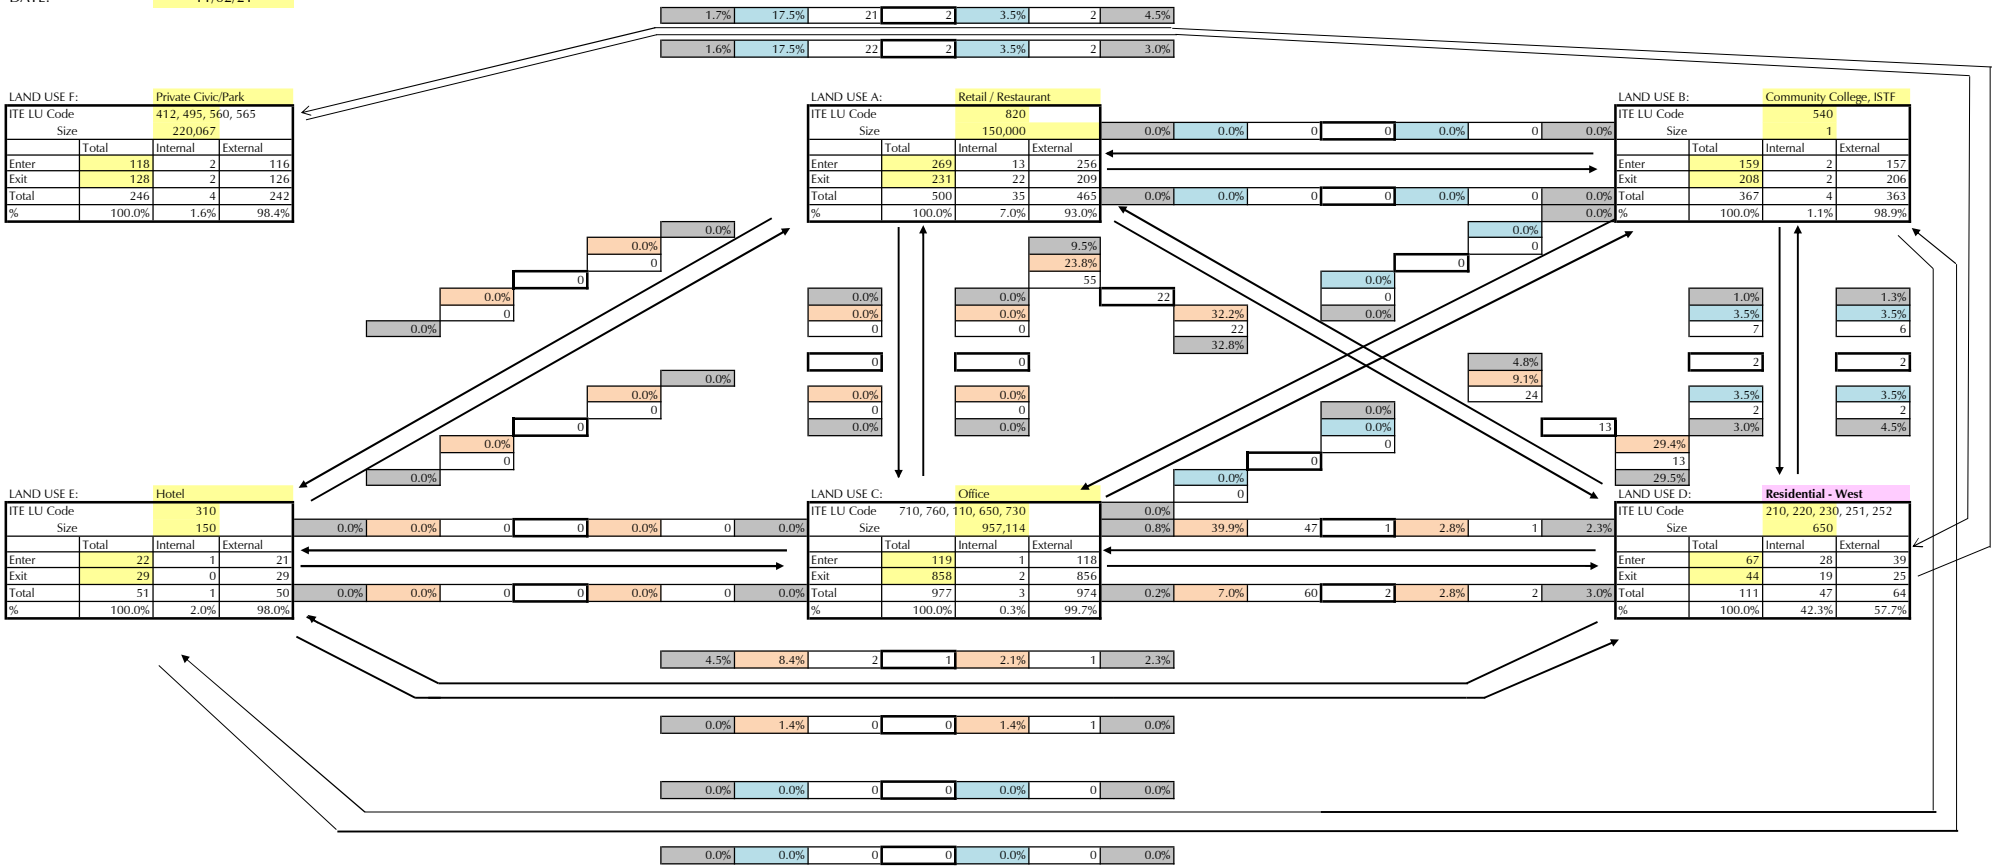 1.7% 17.5% 21 2 3.5% 2 4.5%
1.6% 17.5% 22 2 3.5% 2 3.0%
LAND USE F: Private Civic/Park
ITE LU Code 412, 495, 560, 565
Size 220,067
Total Internal External
Enter 118 2 116
Exit 128 2 126
Total 246 4 242
% 100.0% 1.6% 98.4%
LAND USE A: Retail / Restaurant
ITE LU Code 820
Size 150,000
Total Internal External
Enter 269 13 256
Exit 231 22 209
Total 500 35 465
% 100.0% 7.0% 93.0%
0.0% 0.0% 0 0 0.0% 0 0.0%
0.0% 0.0% 0 0 0.0% 0 0.0%
LAND USE B: Community College, ISTF
ITE LU Code 540
Size 1
Total Internal External
Enter 159 2 157
Exit 208 2 206
Total 367 4 363
% 100.0% 1.1% 98.9%
0.0%
0.0%
0
0
0.0%
0
0.0%
0.0%
0.0%
0
0
0.0%
0
0.0%
0.0%
0.0%
0
0
0.0%
0
0.0%
0.0%
0.0%
0
0
0.0%
0
0.0%
9.5%
23.8%
55
22
32.2%
22
32.8%
0.0%
0.0%
0
0
0.0%
0
0.0%
4.8%
9.1%
24
13
29.4%
13
29.5%
0.0%
0.0%
0
0
0.0%
0
0.0%
1.0%
3.5%
7
2
3.5%
2
3.0%
1.3%
3.5%
6
2
3.5%
2
4.5%
0.0%
0.0%
0
0
0.0%
0
0.0%
LAND USE E: Hotel
ITE LU Code 310
Size 150
Total Internal External
Enter 22 1 21
Exit 29 0 29
Total 51 1 50
% 100.0% 2.0% 98.0%
0.0% 0.0% 0 0 0.0% 0 0.0%
0.0% 0.0% 0 0 0.0% 0 0.0%
LAND USE C: Office
ITE LU Code 710, 760, 110, 650, 730
Size 957,114
Total Internal External
Enter 119 1 118
Exit 858 2 856
Total 977 3 974
% 100.0% 0.3% 99.7%
0.8% 39.9% 47 1 2.8% 1 2.3%
0.2% 7.0% 60 2 2.8% 2 3.0%
LAND USE D: Residential - West
ITE LU Code 210, 220, 230, 251, 252
Size 650
Total Internal External
Enter 67 28 39
Exit 44 19 25
Total 111 47 64
% 100.0% 42.3% 57.7%
4.5% 8.4% 2 1 2.1% 1 2.3%
0.0% 1.4% 0 0 1.4% 1 0.0%
0.0% 0.0% 0 0 0.0% 0 0.0%
0.0% 0.0% 0 0 0.0% 0 0.0%